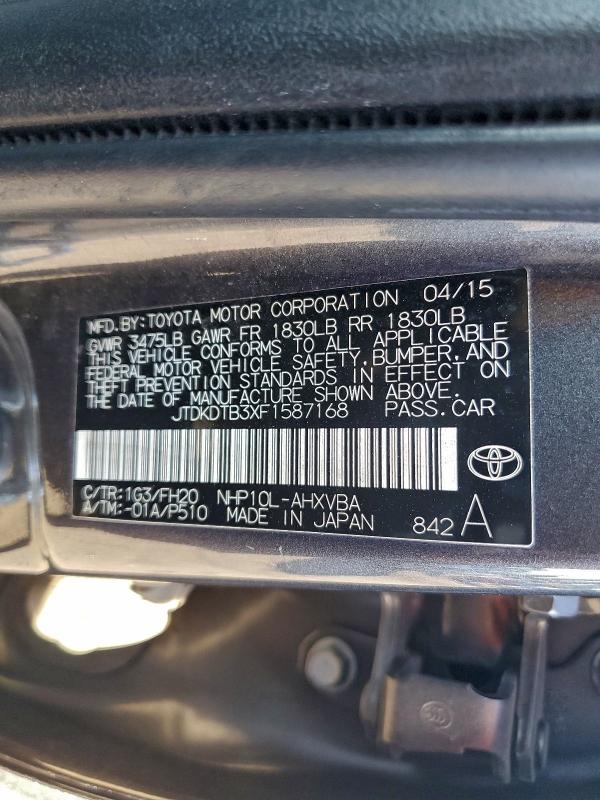 MFD.BY:TOYOTA MOTOR CORPORATION 04/15
GVWR 3475LB GAWR FR 1830LB RR 1830LB
THIS VEHICLE CONFORMS TO ALL APPLICABLE
FEDERAL MOTOR VEHICLE SAFETY,BUMPER,AND
THEFT PREVENTION STANDARDS IN EFFECT ON
THE DATE OF MANUFACTURE SHOWN ABOVE.
JTDKDTB3XF1587168 PASS.CAR
C/TR:1G3/FH20 NHP10L-AHXVBA
A/TM:-01A/P510 MADE IN JAPAN 842 A